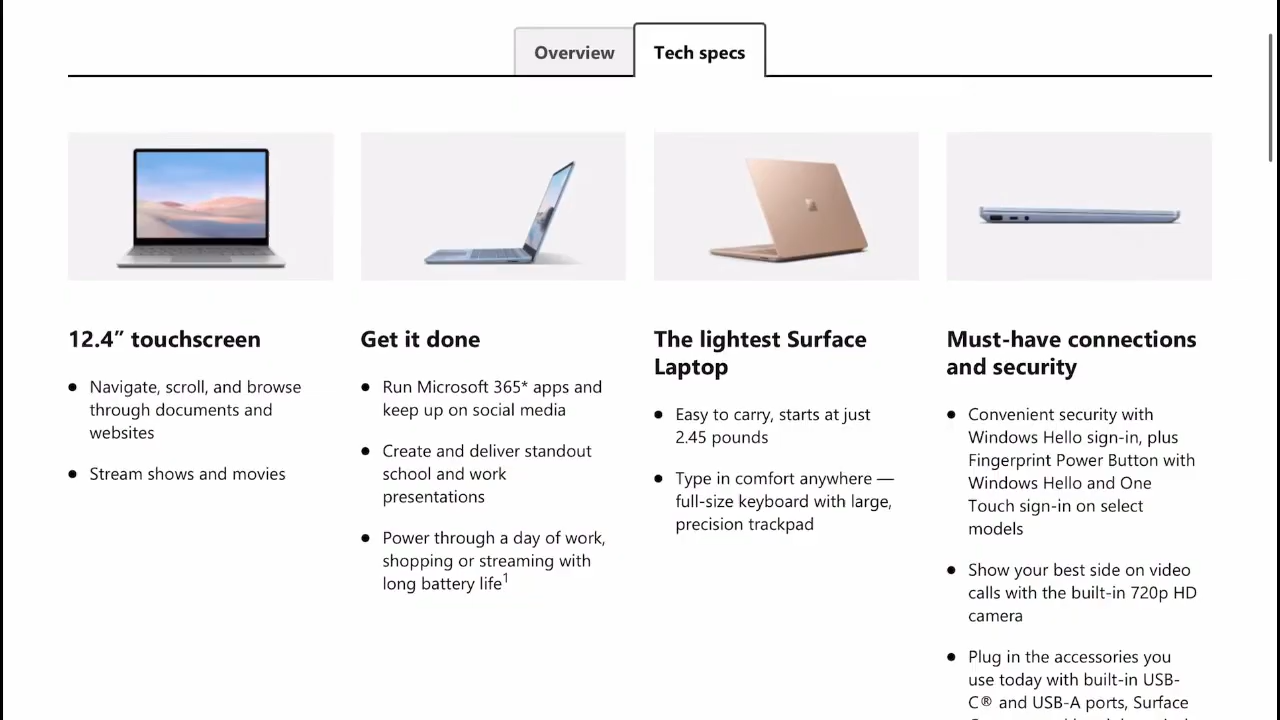 Overview
Tech specs
12.4” touchscreen
● Navigate, scroll, and browse
through documents and
websites
● Stream shows and movies
Get it done
● Run Microsoft 365* apps and
keep up on social media
● Create and deliver standout
school and work
presentations
● Power through a day of work,
shopping or streaming with
long battery life¹
The lightest Surface
Laptop
● Easy to carry, starts at just
2.45 pounds
● Type in comfort anywhere —
full-size keyboard with large,
precision trackpad
Must-have connections
and security
● Convenient security with
Windows Hello sign-in, plus
Fingerprint Power Button with
Windows Hello and One
Touch sign-in on select
models
● Show your best side on video
calls with the built-in 720p HD
camera
● Plug in the accessories you
use today with built-in USB-
C® and USB-A ports, Surface